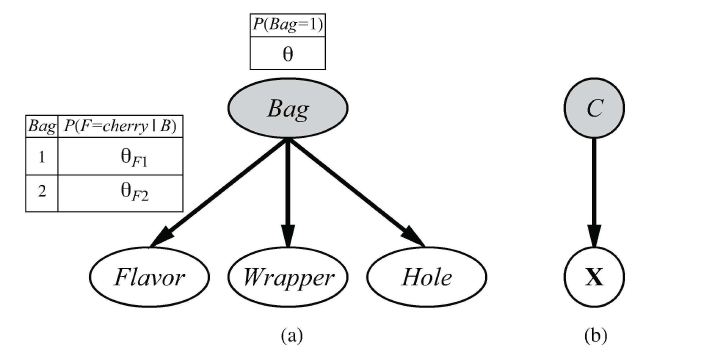 P(Bag=1)
θ
Bag
C
Bag P(F=cherry | B)
1 θF1
2 θF2
Flavor Wrapper Hole
X
(a) (b)